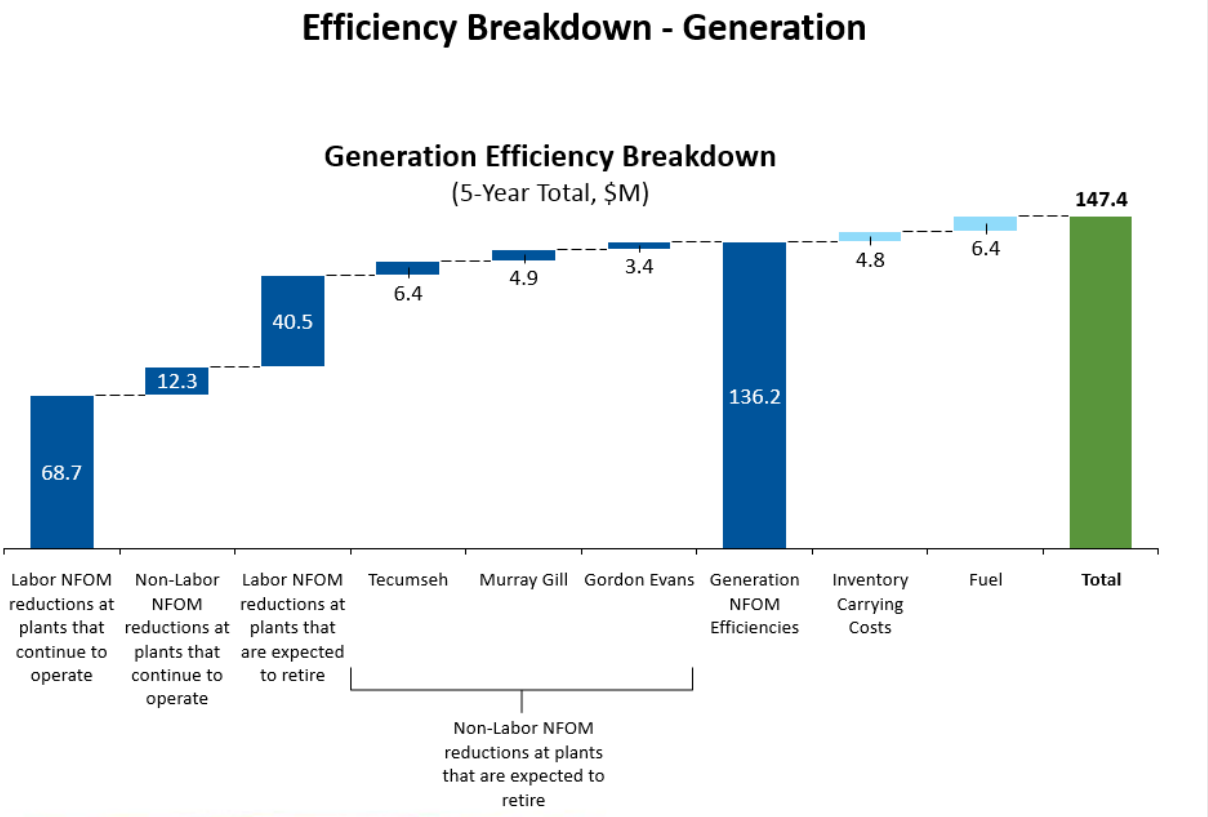 Efficiency Breakdown - Generation
Generation Efficiency Breakdown
(5-Year Total, $M)
147.4
6.4
4.8
3.4
4.9
6.4
40.5
12.3
136.2
68.7
Labor NFOM
reductions at
plants that
continue to
operate
Non-Labor
NFOM
reductions at
plants that
continue to
operate
Labor NFOM
reductions at
plants that
are expected
to retire
Tecumseh
Murray Gill
Gordon Evans
Generation
NFOM
Efficiencies
Inventory
Carrying
Costs
Fuel
Total
Non-Labor NFOM
reductions at plants
that are expected to
retire